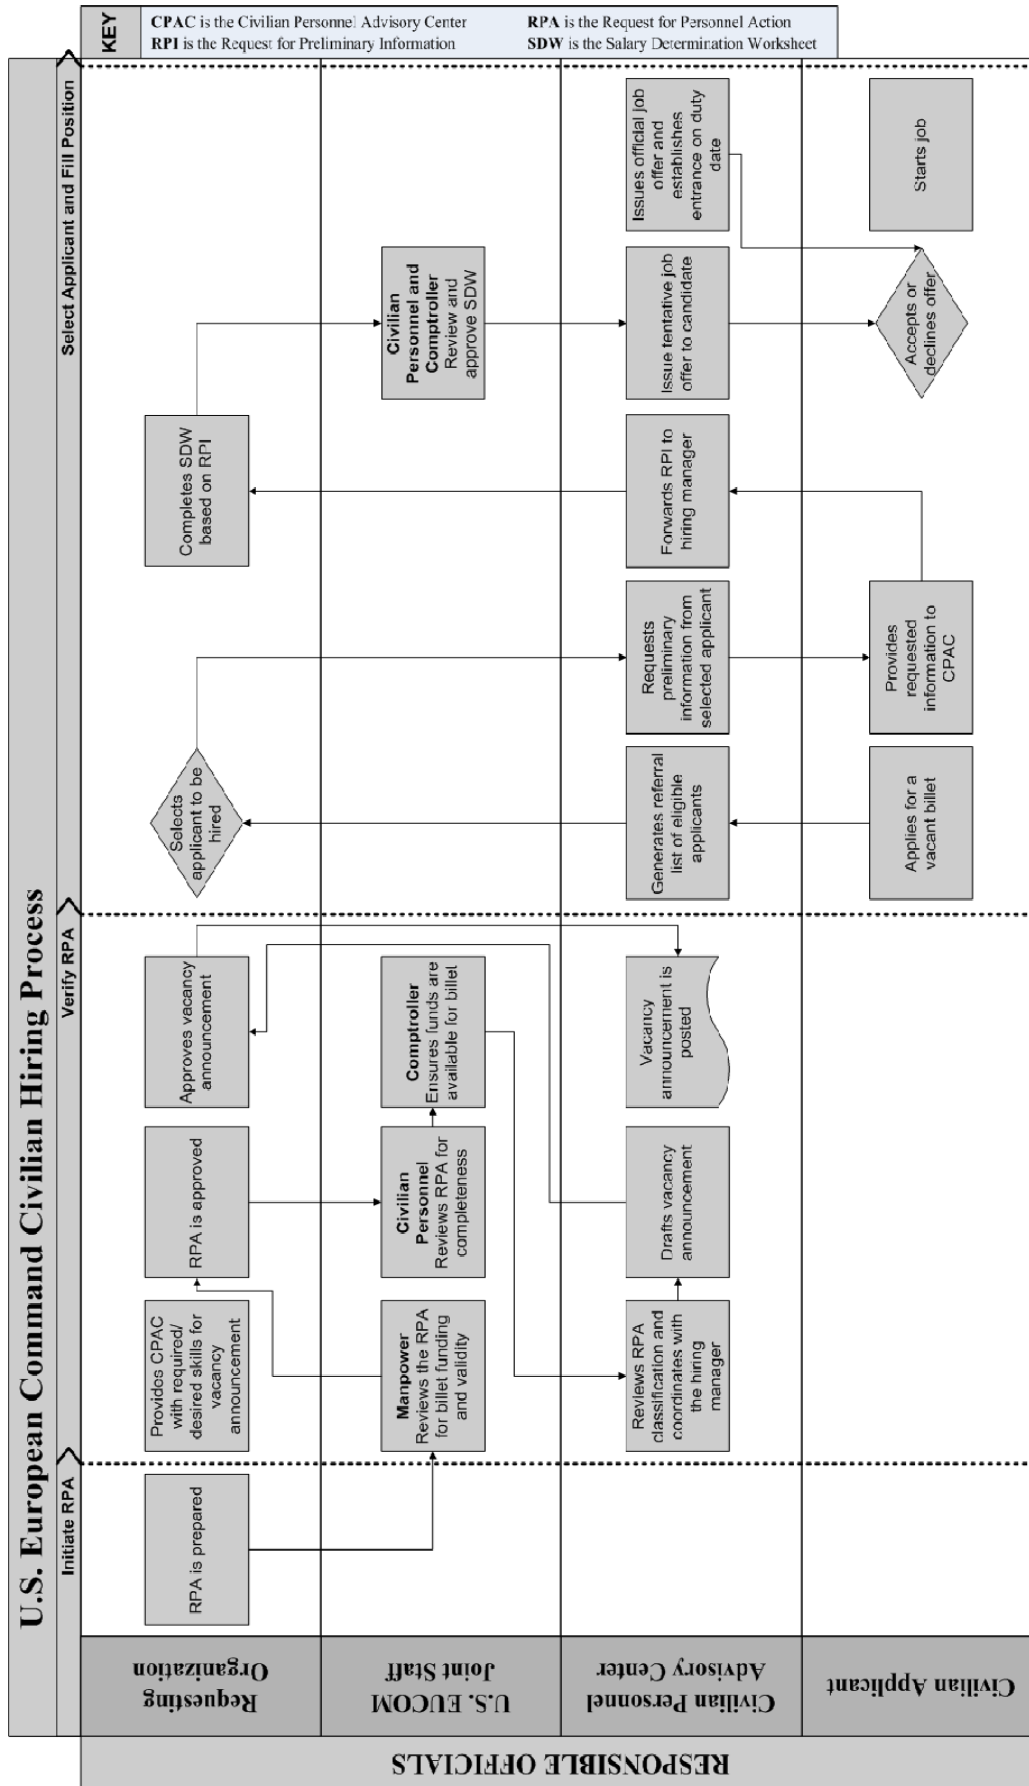 U.S. European Command Civilian Hiring Process
Initiate RPA
Verify RPA
Select Applicant and Fill Position
RESPONSIBLE OFFICIALS
Requesting
Organization
RPA is prepared
Provides CPAC
with required/
desired skills for
vacancy
announcement
RPA is approved
Approves vacancy
announcement
Selects
applicant to be
hired
Completes SDW
based on RPI
U.S. EUCOM
Joint Staff
Manpower
Reviews the RPA
for billet funding
and validity
Civilian
Personnel
Reviews RPA for
completeness
Comptroller
Ensures funds are
available for billet
Civilian
Personnel and
Comptroller
Review and
approve SDW
Civilian Personnel
Advisory Center
Reviews RPA
classification and
coordinates with
the hiring
manager
Drafts vacancy
announcement
Vacancy
announcement is
posted
Generates referral
list of eligible
applicants
Requests
preliminary
information from
selected applicant
Forwards RPI to
hiring manager
Issue tentative job
offer to candidate
Issues official job
offer and
establishes
entrance on duty
date
Civilian Applicant
Applies for a
vacant billet
Provides
requested
information to
CPAC
Accepts or
declines offer
Starts job
KEY
CPAC is the Civilian Personnel Advisory Center
RPI is the Request for Preliminary Information
RPA is the Request for Personnel Action
SDW is the Salary Determination Worksheet